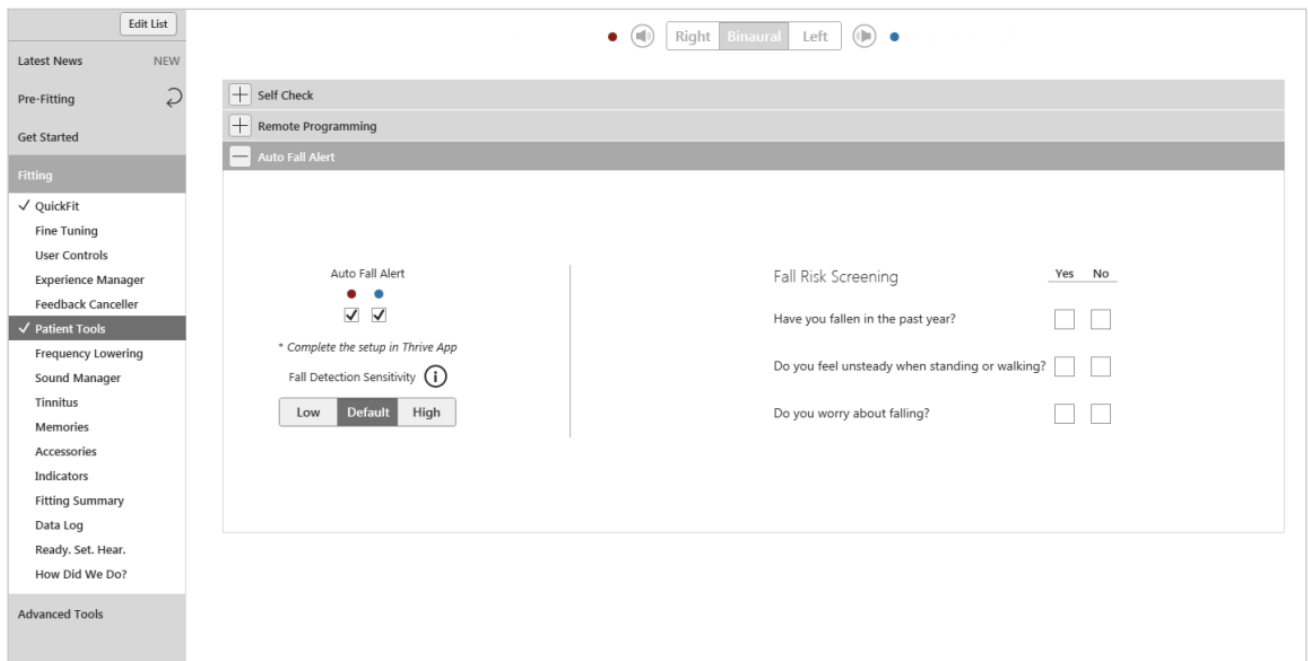 Edit List
Latest News NEW
Pre-Fitting
Get Started
Fitting
QuickFit
Fine Tuning
User Controls
Experience Manager
Feedback Canceller
Patient Tools
Frequency Lowering
Sound Manager
Tinnitus
Memories
Accessories
Indicators
Fitting Summary
Data Log
Ready. Set. Hear.
How Did We Do?
Advanced Tools
Right Binaural Left
Self Check
Remote Programming
Auto Fall Alert
Auto Fall Alert
* Complete the setup in Thrive App
Fall Detection Sensitivity i
Low Default High
Fall Risk Screening Yes No
Have you fallen in the past year?
Do you feel unsteady when standing or walking?
Do you worry about falling?